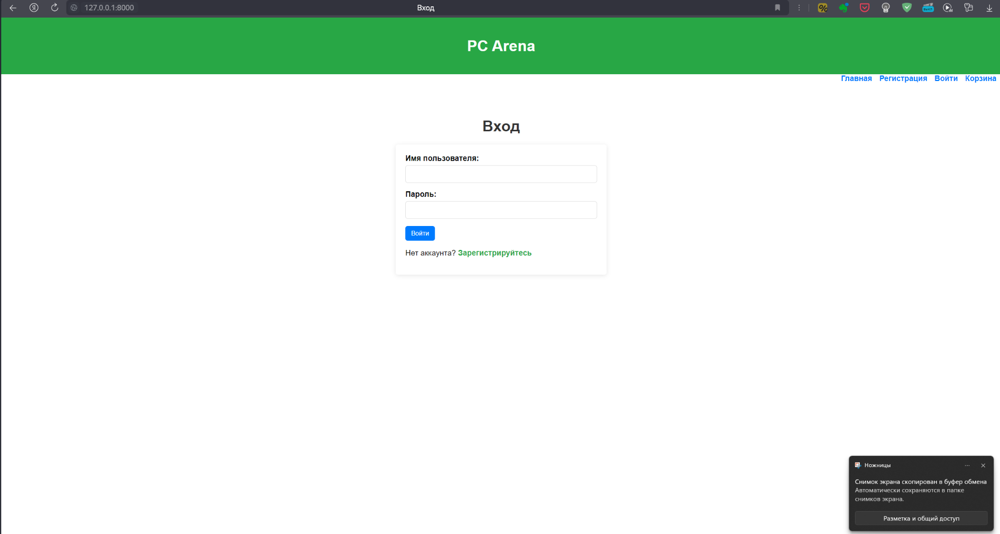 127.0.0.1:8000
Вход
PC Arena
Главная Регистрация Войти Корзина
Вход
Имя пользователя:
Пароль:
Войти
Нет аккаунта? Зарегистрируйтесь
Ножницы
Снимок экрана скопирован в буфер обмена
Автоматически сохраняются в папке
снимков экрана.
Разметка и общий доступ